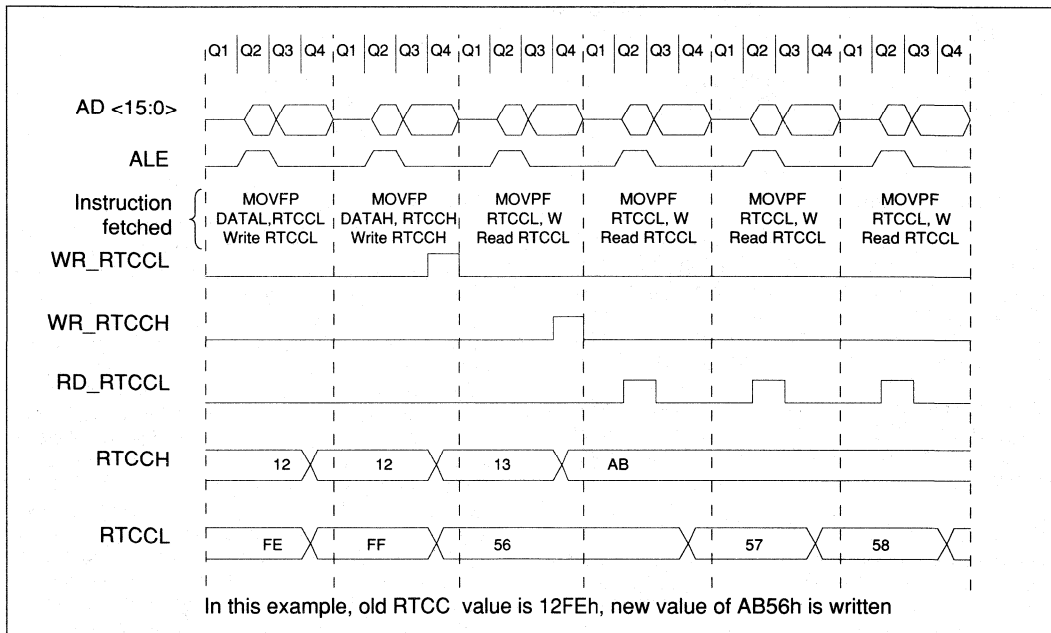 Q1 Q2 Q3 Q4 Q1 Q2 Q3 Q4 Q1 Q2 Q3 Q4 Q1 Q2 Q3 Q4 Q1 Q2 Q3 Q4 Q1 Q2 Q3 Q4
AD <15:0>
ALE
Instruction
fetched
MOVFP MOVFP MOVPF MOVPF MOVPF MOVPF
DATAL,RTCCL DATAH, RTCCH RTCCL, W RTCCL, W RTCCL, W RTCCL, W
Write RTCCL Write RTCCH Read RTCCL Read RTCCL Read RTCCL Read RTCCL
WR_RTCCL
WR_RTCCH
RD_RTCCL
RTCCH 12 12 13 AB
RTCCL FE FF 56 57 58
In this example, old RTCC value is 12FEh, new value of AB56h is written